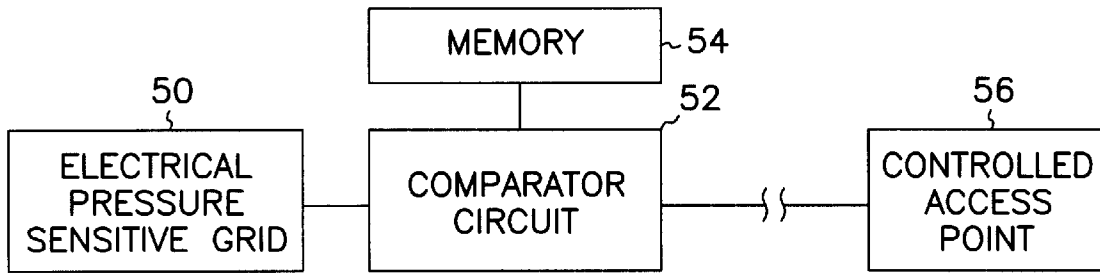 MEMORY
54
50
ELECTRICAL
PRESSURE
SENSITIVE GRID
52
COMPARATOR
CIRCUIT
56
CONTROLLED
ACCESS
POINT